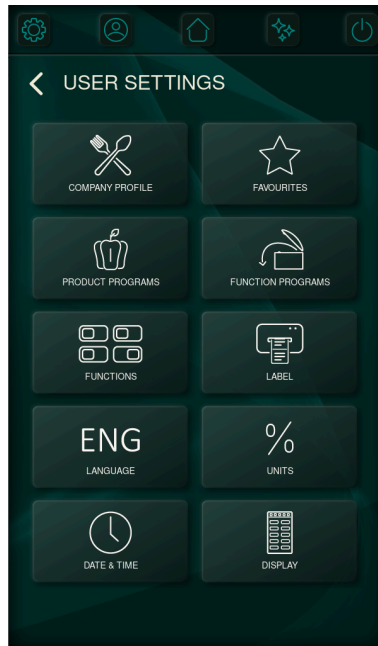 USER SETTINGS
COMPANY PROFILE
FAVOURITES
PRODUCT PROGRAMS
FUNCTION PROGRAMS
FUNCTIONS
LABEL
ENG
%
LANGUAGE
UNITS
DATE & TIME
DISPLAY